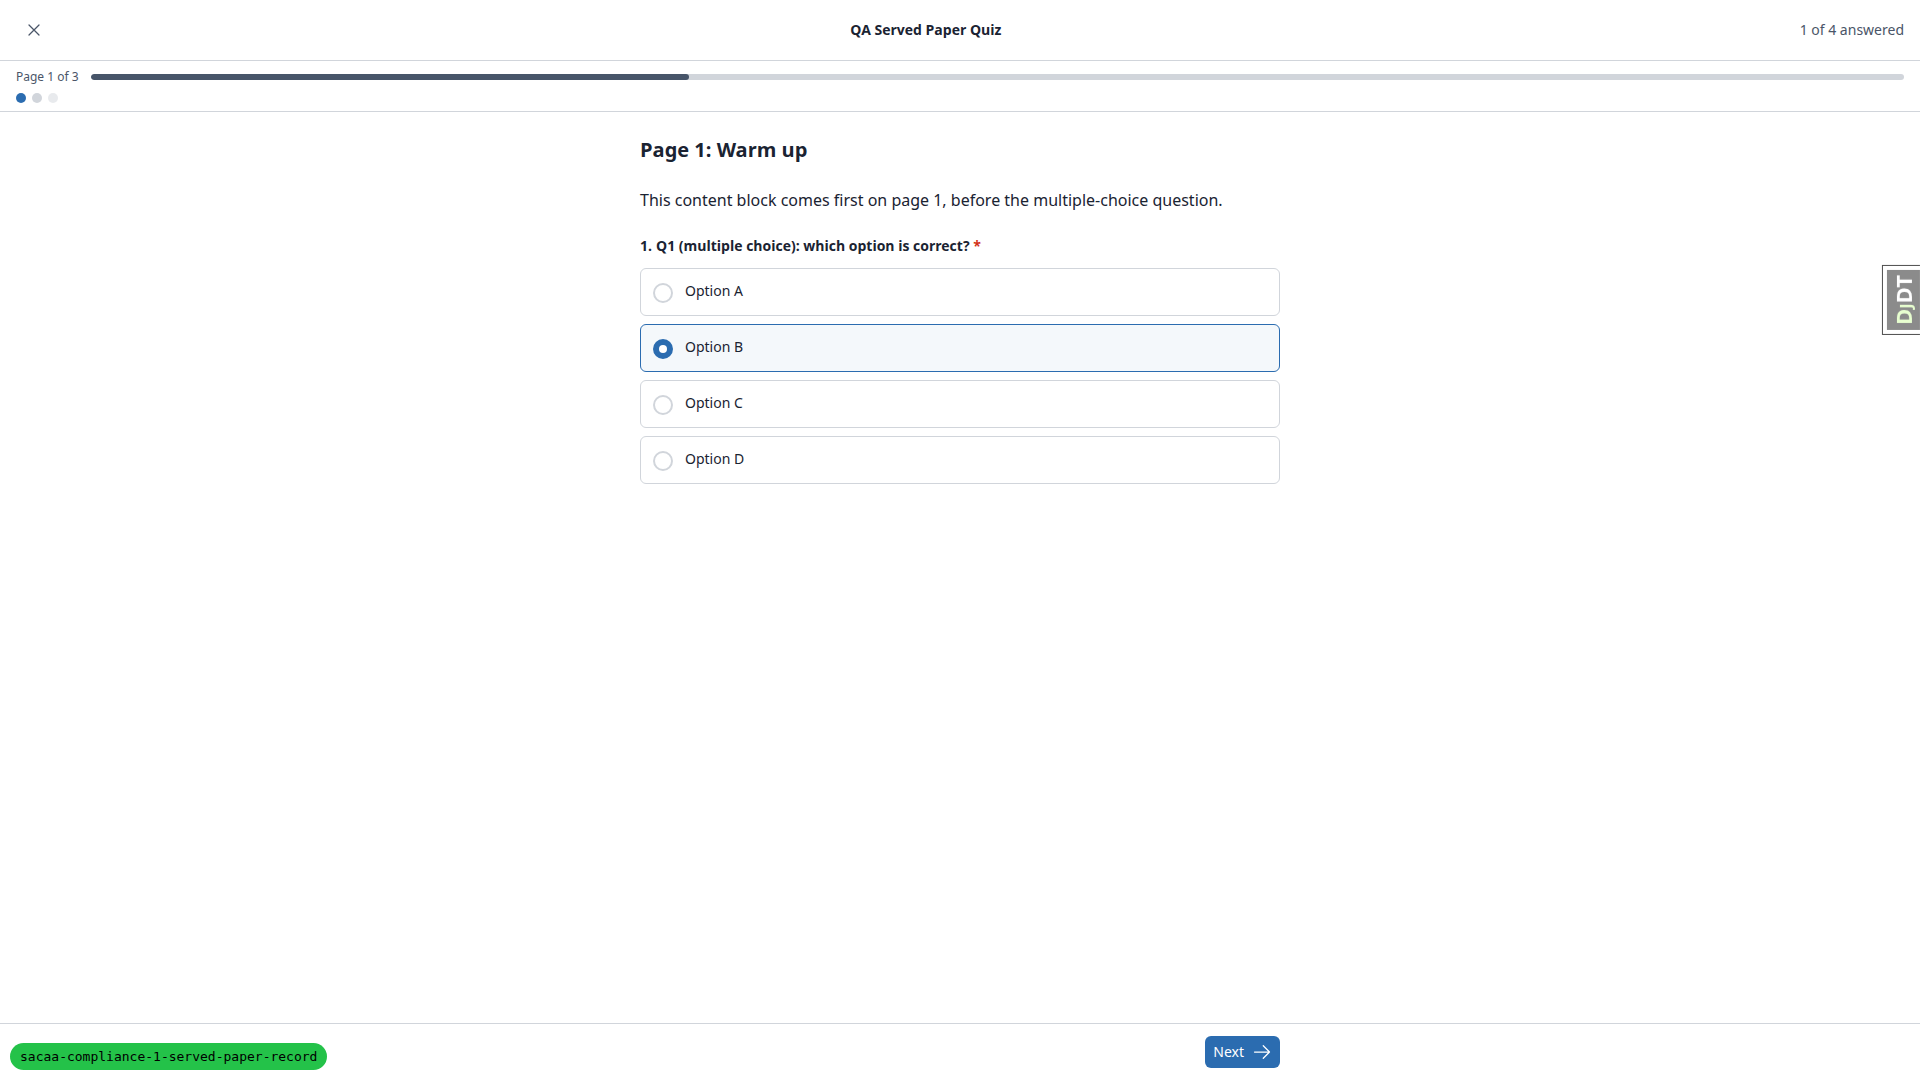 QA Served Paper Quiz
1 of 4 answered
Page 1 of 3
Page 1: Warm up
This content block comes first on page 1, before the multiple-choice question.
1. Q1 (multiple choice): which option is correct? *
Option A
Option B
Option C
Option D
DjDT
sacaa-compliance-1-served-paper-record
Next